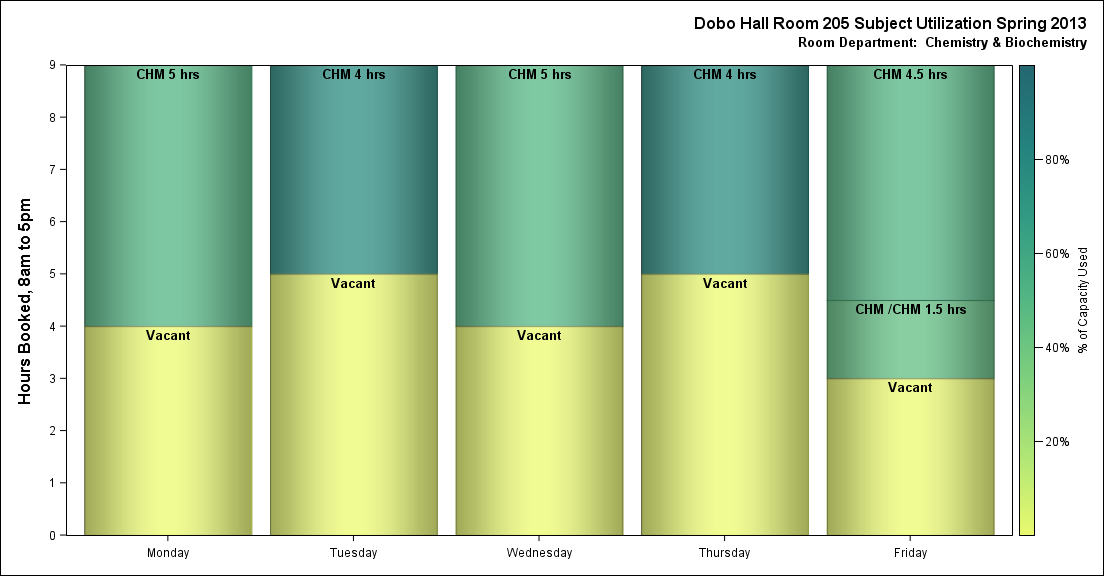 Dobo Hall Room 205 Subject Utilization Spring 2013
Room Department:  Chemistry & Biochemistry
Hours Booked, 8am to 5pm
9
8
7
6
5
4
3
2
1
0
CHM 5 hrs
Vacant
CHM 4 hrs
Vacant
CHM 5 hrs
Vacant
CHM 4 hrs
Vacant
CHM 4.5 hrs
CHM /CHM 1.5 hrs
Vacant
Monday
Tuesday
Wednesday
Thursday
Friday
80%
60%
40%
20%
% of Capacity Used